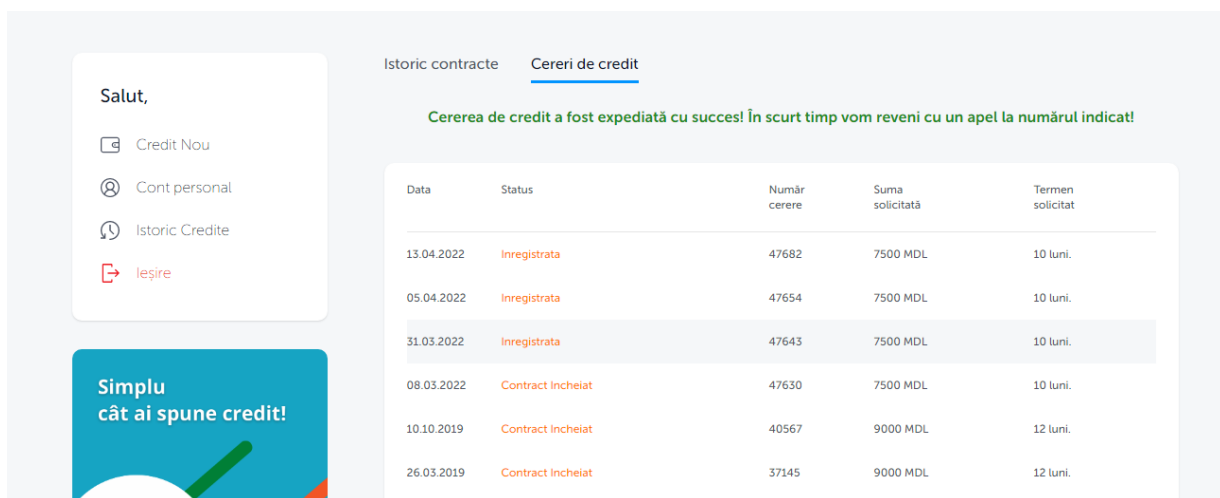 Salut,
Credit Nou
Cont personal
Istoric Credite
Ieșire
Simplu
cât ai spune credit!
Istoric contracte Cereri de credit
Cererea de credit a fost expediată cu succes! În scurt timp vom reveni cu un apel la numărul indicat!
Data Status Număr cerere Suma solicitată Termen solicitat
13.04.2022 Inregistrata 47682 7500 MDL 10 luni.
05.04.2022 Inregistrata 47654 7500 MDL 10 luni.
31.03.2022 Inregistrata 47643 7500 MDL 10 luni.
08.03.2022 Contract Incheiat 47630 7500 MDL 10 luni.
10.10.2019 Contract Incheiat 40567 9000 MDL 12 luni.
26.03.2019 Contract Incheiat 37145 9000 MDL 12 luni.